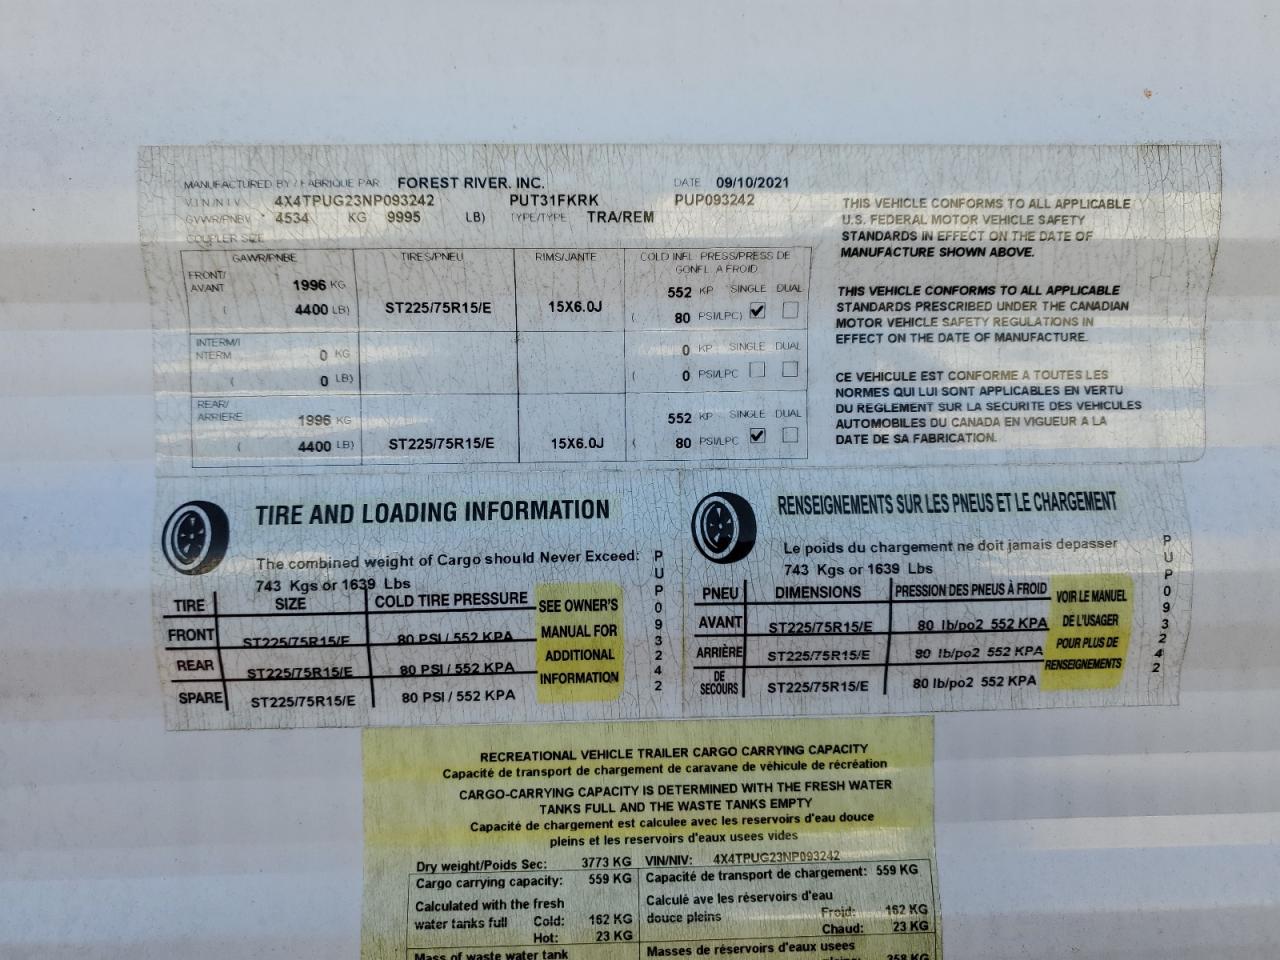 MANUFACTURED BY / FABRIQUE PAR FOREST RIVER, INC. DATE 09/10/2021
V.I.N/N.I.V. 4X4TPUG23NP093242 PUT31FKRK PUP093242
GVWR/PNBV 4534 KG 9995 LB) TYPE/TYPE TRA/REM
COUPLER SIZE
GAWR/PNBE TIRES/PNEU RIMS/JANTE COLD INFL. PRESS/PRESS DE
GONFL. A FROID
FRONT/
AVANT 1996 KG 552 KP SINGLE DUAL
( 4400 LB) ST225/75R15/E 15X6.0J ( 80 PSI/LPC)
INTERM/I
NTERM 0 KG 0 KP SINGLE DUAL
( 0 LB) ( 0 PSI/LPC
REAR/
ARRIERE 1996 KG 552 KP SINGLE DUAL
( 4400 LB) ST225/75R15/E 15X6.0J ( 80 PSI/LPC
THIS VEHICLE CONFORMS TO ALL APPLICABLE
U.S. FEDERAL MOTOR VEHICLE SAFETY
STANDARDS IN EFFECT ON THE DATE OF
MANUFACTURE SHOWN ABOVE.
THIS VEHICLE CONFORMS TO ALL APPLICABLE
STANDARDS PRESCRIBED UNDER THE CANADIAN
MOTOR VEHICLE SAFETY REGULATIONS IN
EFFECT ON THE DATE OF MANUFACTURE.
CE VEHICULE EST CONFORME A TOUTES LES
NORMES QUI LUI SONT APPLICABLES EN VERTU
DU REGLEMENT SUR LA SECURITE DES VEHICULES
AUTOMOBILES DU CANADA EN VIGUEUR A LA
DATE DE SA FABRICATION.
TIRE AND LOADING INFORMATION
The combined weight of Cargo should Never Exceed:
743 Kgs or 1639 Lbs
TIRE SIZE COLD TIRE PRESSURE
FRONT ST225/75R15/E 80 PSI / 552 KPA
REAR ST225/75R15/E 80 PSI / 552 KPA
SPARE ST225/75R15/E 80 PSI / 552 KPA
SEE OWNER'S
MANUAL FOR
ADDITIONAL
INFORMATION
PUP093242
RENSEIGNEMENTS SUR LES PNEUS ET LE CHARGEMENT
Le poids du chargement ne doit jamais depasser
743 Kgs or 1639 Lbs
PNEU DIMENSIONS PRESSION DES PNEUS À FROID
AVANT ST225/75R15/E 80 lb/po2 552 KPA
ARRIÈRE ST225/75R15/E 80 lb/po2 552 KPA
DE
SECOURS ST225/75R15/E 80 lb/po2 552 KPA
VOIR LE MANUEL
DE L'USAGER
POUR PLUS DE
RENSEIGNEMENTS
PUP093242
RECREATIONAL VEHICLE TRAILER CARGO CARRYING CAPACITY
Capacité de transport de chargement de caravane de véhicule de récréation
CARGO-CARRYING CAPACITY IS DETERMINED WITH THE FRESH WATER
TANKS FULL AND THE WASTE TANKS EMPTY
Capacité de chargement est calculee avec les reservoirs d'eau douce
pleins et les reservoirs d'eaux usees vides
Dry weight/Poids Sec: 3773 KG VIN/NIV: 4X4TPUG23NP093242
Cargo carrying capacity: 559 KG Capacité de transport de chargement: 559 KG
Calculated with the fresh
water tanks full Cold: 162 KG
Hot: 23 KG
Calculé ave les réservoirs d'eau
douce pleins Froid: 162 KG
Chaud: 23 KG
Mass of waste water tank
Masses de réservoirs d'eaux usees
358 KG